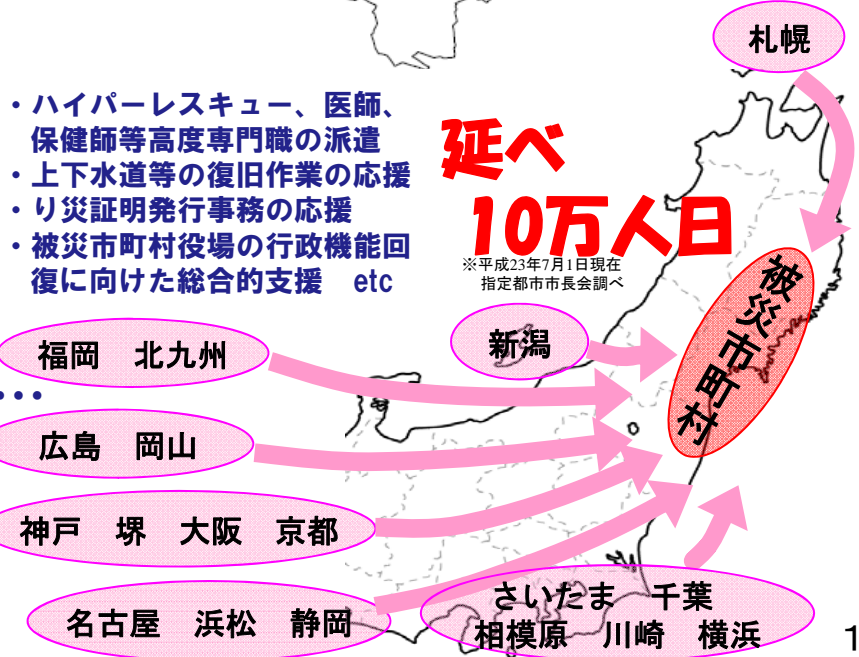 札幌
・ハイパーレスキュー、医師、
保健師等高度専門職の派遣
・上下水道等の復旧作業の応援
・り災証明発行事務の応援
・被災市町村役場の行政機能回
復に向けた総合的支援　etc
延べ
10万人日
※平成23年7月1日現在
指定都市市長会調べ
被災市町村
新潟
福岡　北九州
・・・
広島　岡山
神戸　堺　大阪　京都
名古屋　浜松　静岡
さいたま　千葉
相模原　川崎　横浜
1